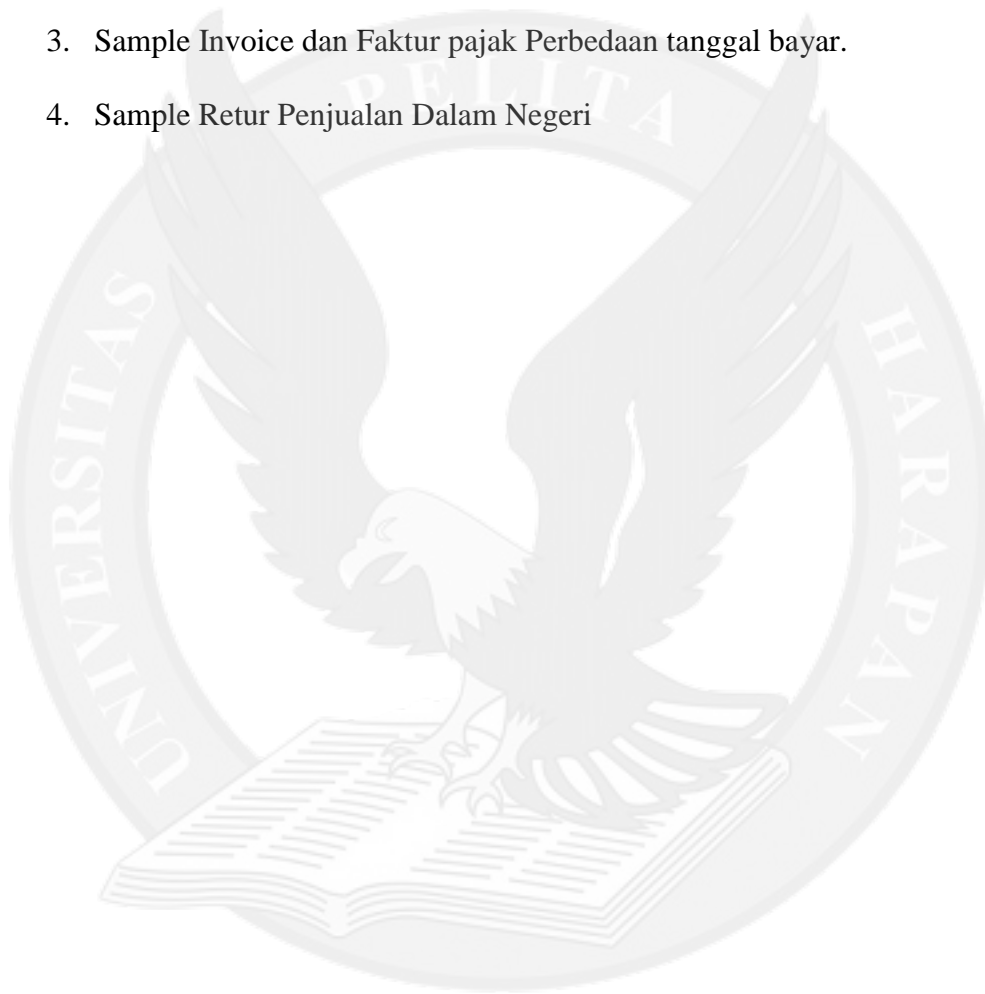 3. Sample Invoice dan Faktur pajak Perbedaan tanggal bayar.
4. Sample Retur Penjualan Dalam Negeri
UNIVERSITAS PELITA HARAPAN